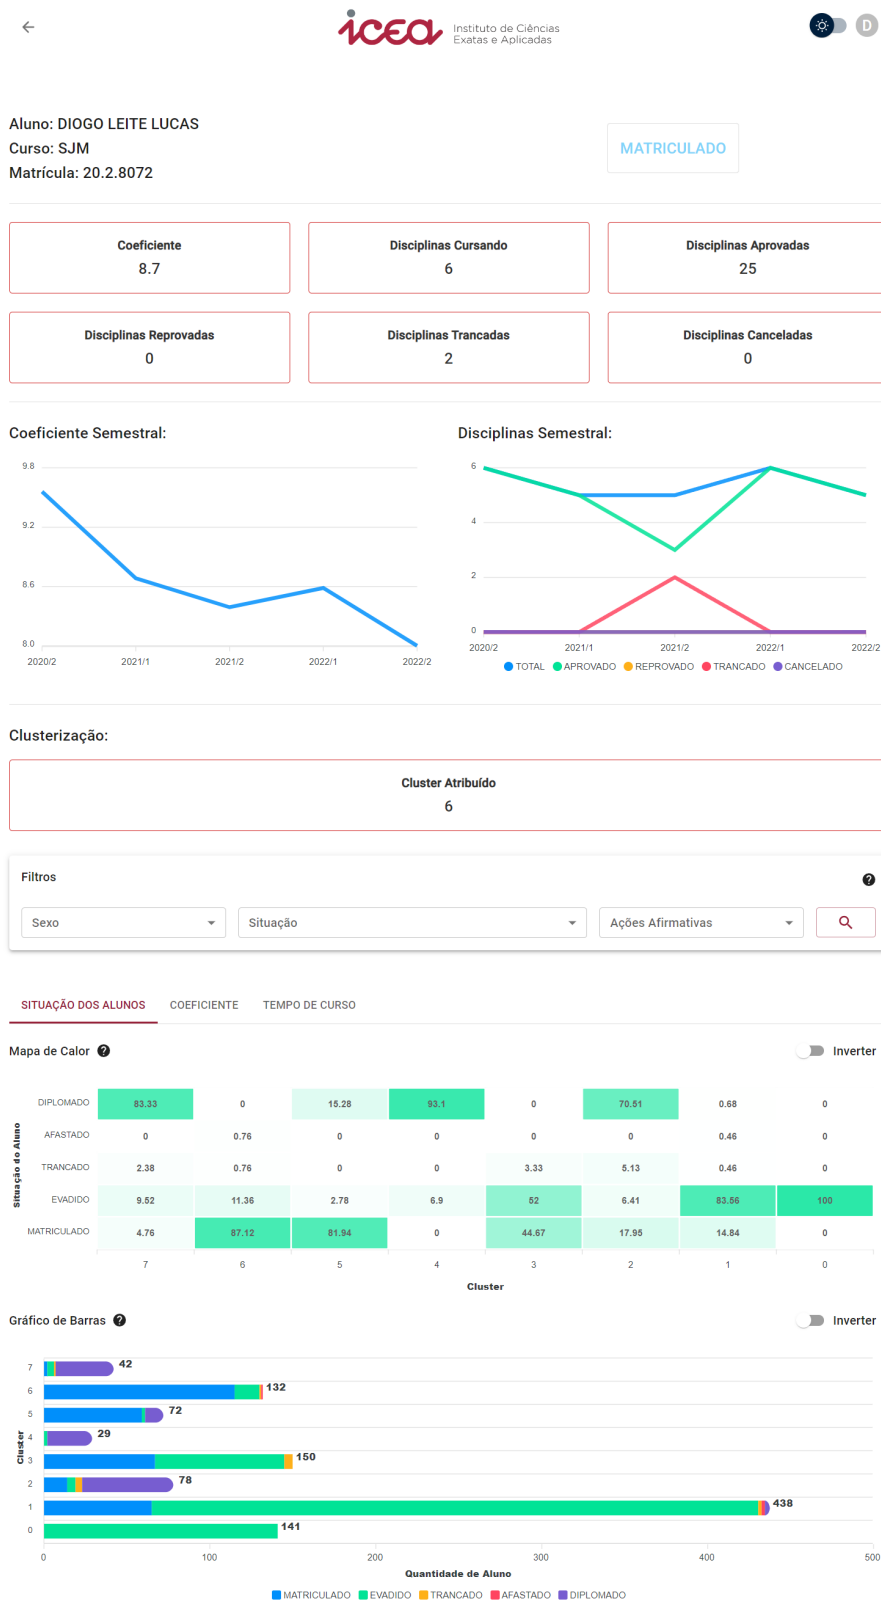 icea Instituto de Ciências
Exatas e Aplicadas
D
Aluno: DIOGO LEITE LUCAS
Curso: SJM
Matrícula: 20.2.8072
MATRICULADO
Coeficiente
8.7
Disciplinas Cursando
6
Disciplinas Aprovadas
25
Disciplinas Reprovadas
0
Disciplinas Trancadas
2
Disciplinas Canceladas
0
Coeficiente Semestral:
9.8
9.2
8.6
8.0
2020/2 2021/1 2021/2 2022/1 2022/2
Disciplinas Semestral:
6
4
2
0
2020/2 2021/1 2021/2 2022/1 2022/2
TOTAL APROVADO REPROVADO TRANCADO CANCELADO
Clusterização:
Cluster Atribuído
6
Filtros ?
Sexo Situação Ações Afirmativas
SITUAÇÃO DOS ALUNOS COEFICIENTE TEMPO DE CURSO
Mapa de Calor ? Inverter
Situação do Aluno
DIPLOMADO 83.33 0 15.28 93.1 0 70.51 0.68 0
AFASTADO 0 0.76 0 0 0 0 0.46 0
TRANCADO 2.38 0.76 0 0 3.33 5.13 0.46 0
EVADIDO 9.52 11.36 2.78 6.9 52 6.41 83.56 100
MATRICULADO 4.76 87.12 81.94 0 44.67 17.95 14.84 0
7 6 5 4 3 2 1 0
Cluster
Gráfico de Barras ? Inverter
Cluster
7 42
6 132
5 72
4 29
3 150
2 78
1 438
0 141
0 100 200 300 400 500
Quantidade de Aluno
MATRICULADO EVADIDO TRANCADO AFASTADO DIPLOMADO